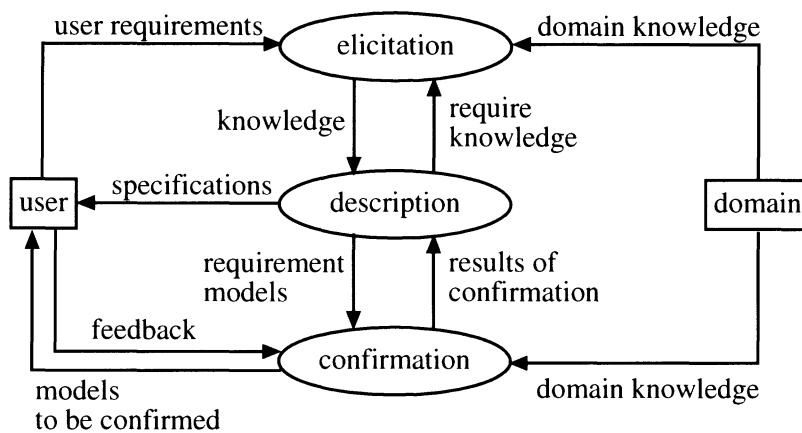 user requirements
elicitation
domain knowledge
knowledge
require
knowledge
user
specifications
description
domain
requirement
models
results of
confirmation
feedback
confirmation
models
to be confirmed
domain knowledge